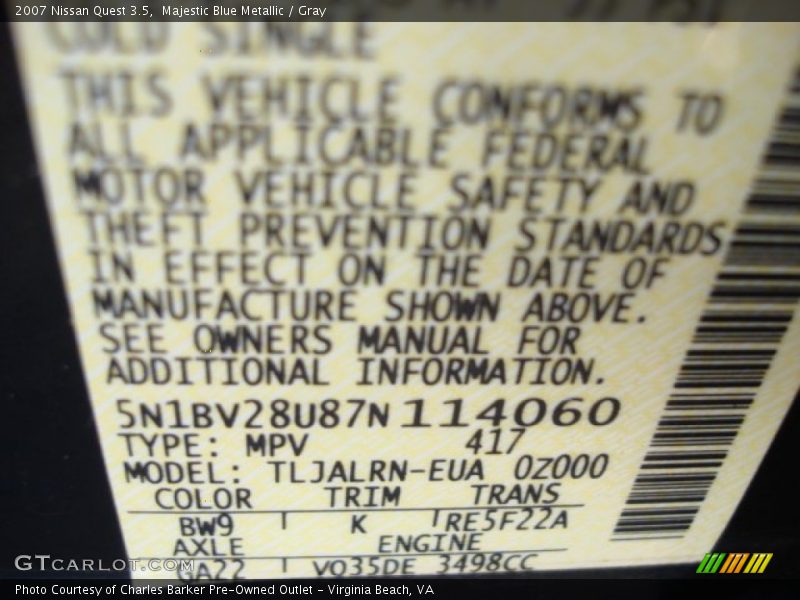 2007 Nissan Quest 3.5,  Majestic Blue Metallic / Gray
COLD SINGLE
THIS VEHICLE CONFORMS TO
ALL APPLICABLE FEDERAL
MOTOR VEHICLE SAFETY AND
THEFT PREVENTION STANDARDS
IN EFFECT ON THE DATE OF
MANUFACTURE SHOWN ABOVE.
SEE OWNERS MANUAL FOR
ADDITIONAL INFORMATION.
5N1BV28U87N114060
TYPE: MPV 417
MODEL: TLJALRN-EUA 0Z000
COLOR TRIM TRANS
BW9 K RE5F22A
AXLE ENGINE
GA22 VQ35DE 3498CC
GTCARLOT.COM
Photo Courtesy of Charles Barker Pre-Owned Outlet - Virginia Beach, VA